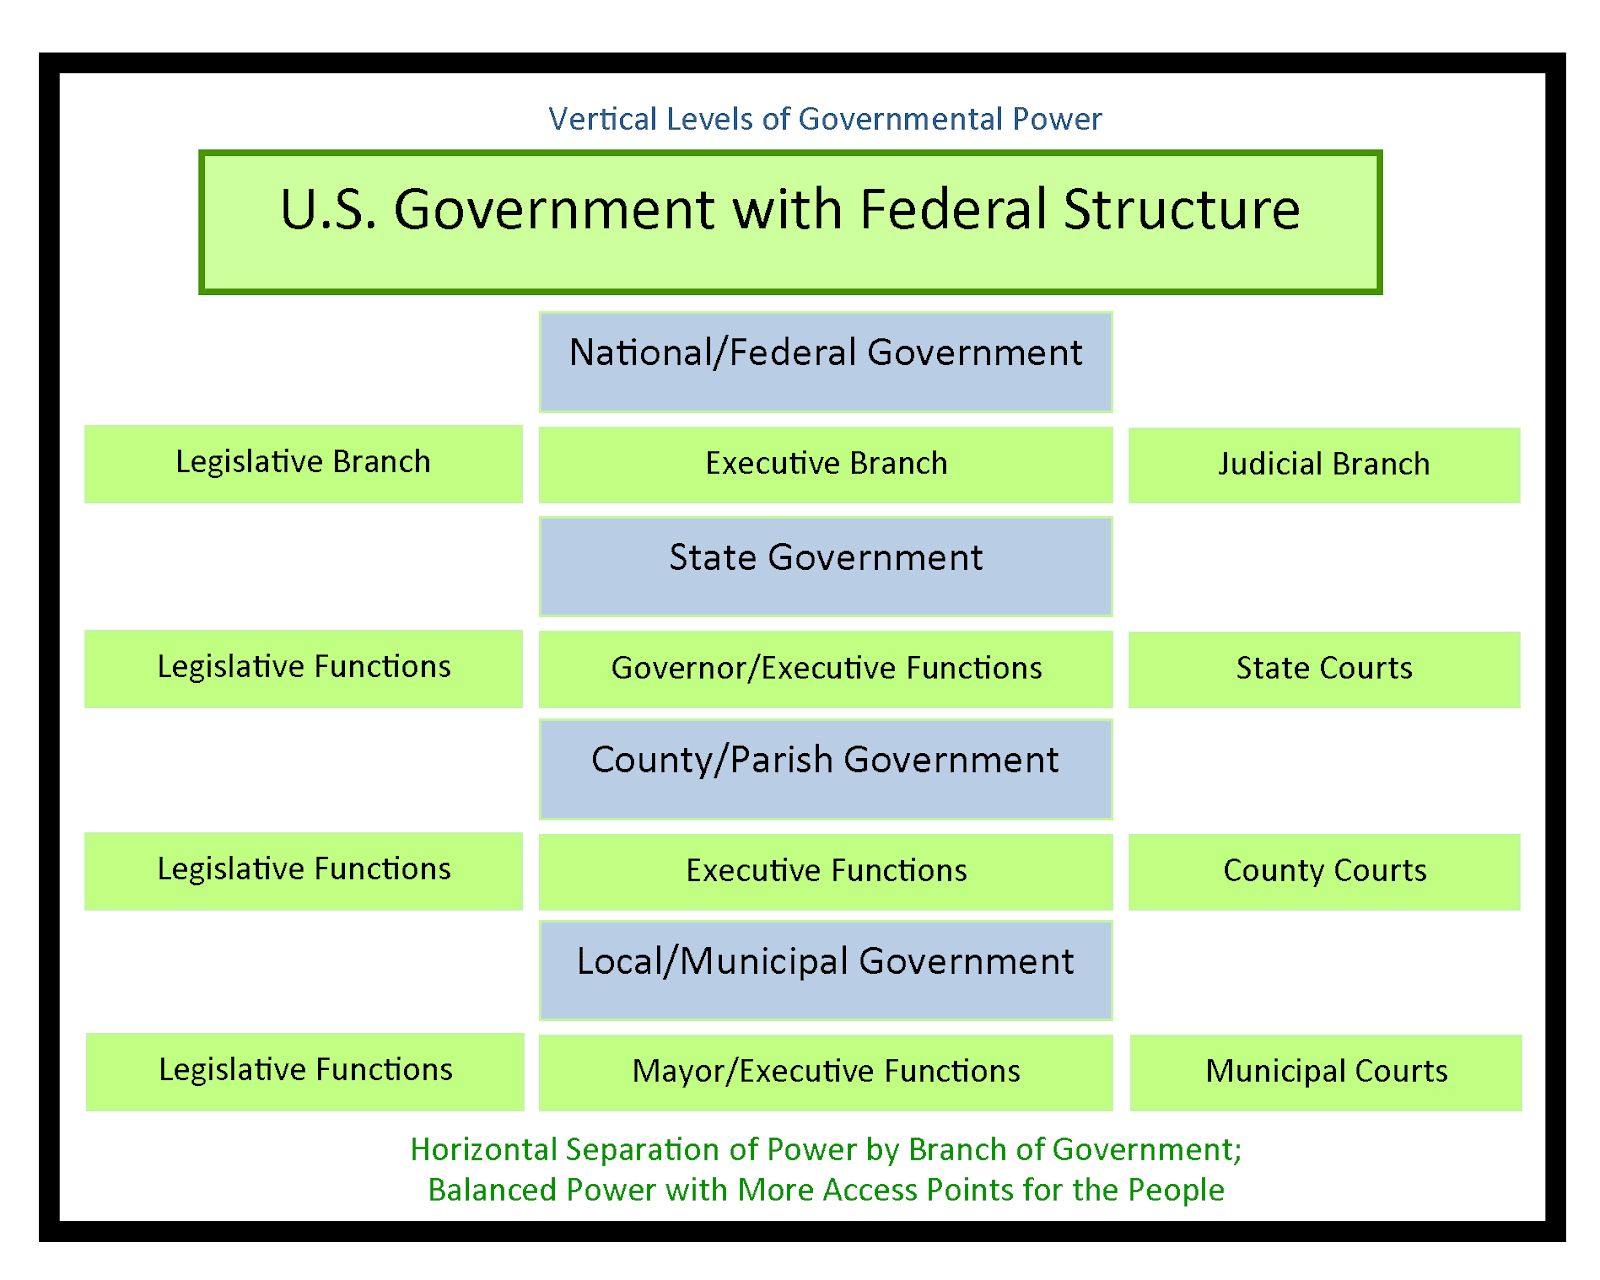 Vertical Levels of Governmental Power
U.S. Government with Federal Structure
National/Federal Government
Legislative Branch
Executive Branch
Judicial Branch
State Government
Legislative Functions
Governor/Executive Functions
State Courts
County/Parish Government
Legislative Functions
Executive Functions
County Courts
Local/Municipal Government
Legislative Functions
Mayor/Executive Functions
Municipal Courts
Horizontal Separation of Power by Branch of Government;
Balanced Power with More Access Points for the People